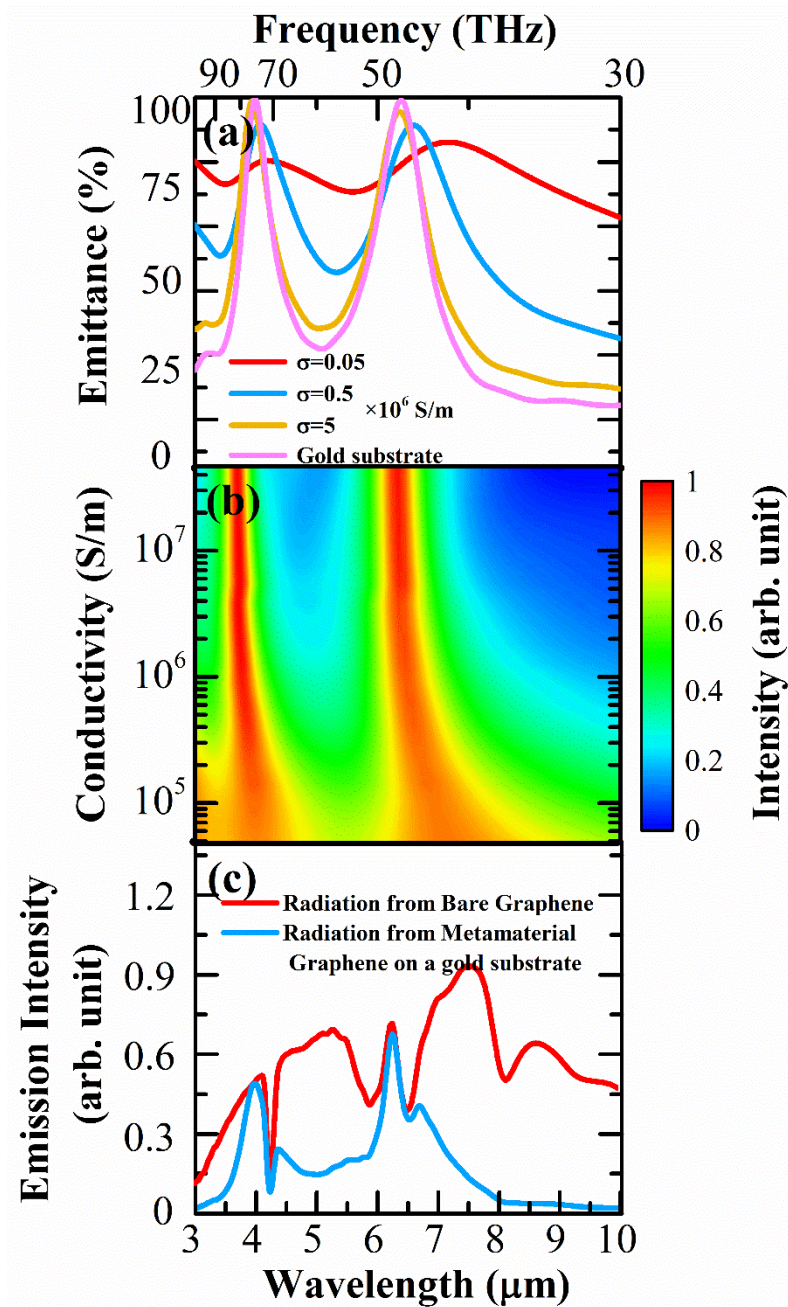 Frequency (THz)
90 70 50 30
(a)
Emittance (%)
100
75
50
25
0
σ=0.05
σ=0.5
×10⁶ S/m
σ=5
Gold substrate
(b)
Conductivity (S/m)
10⁷
10⁶
10⁵
1
0.8
0.6
0.4
0.2
0
Intensity (arb. unit)
(c)
Radiation from Bare Graphene
Radiation from Metamaterial
Graphene on a gold substrate
Emission Intensity
(arb. unit)
1.2
0.9
0.6
0.3
0
3 4 5 6 7 8 9 10
Wavelength (μm)